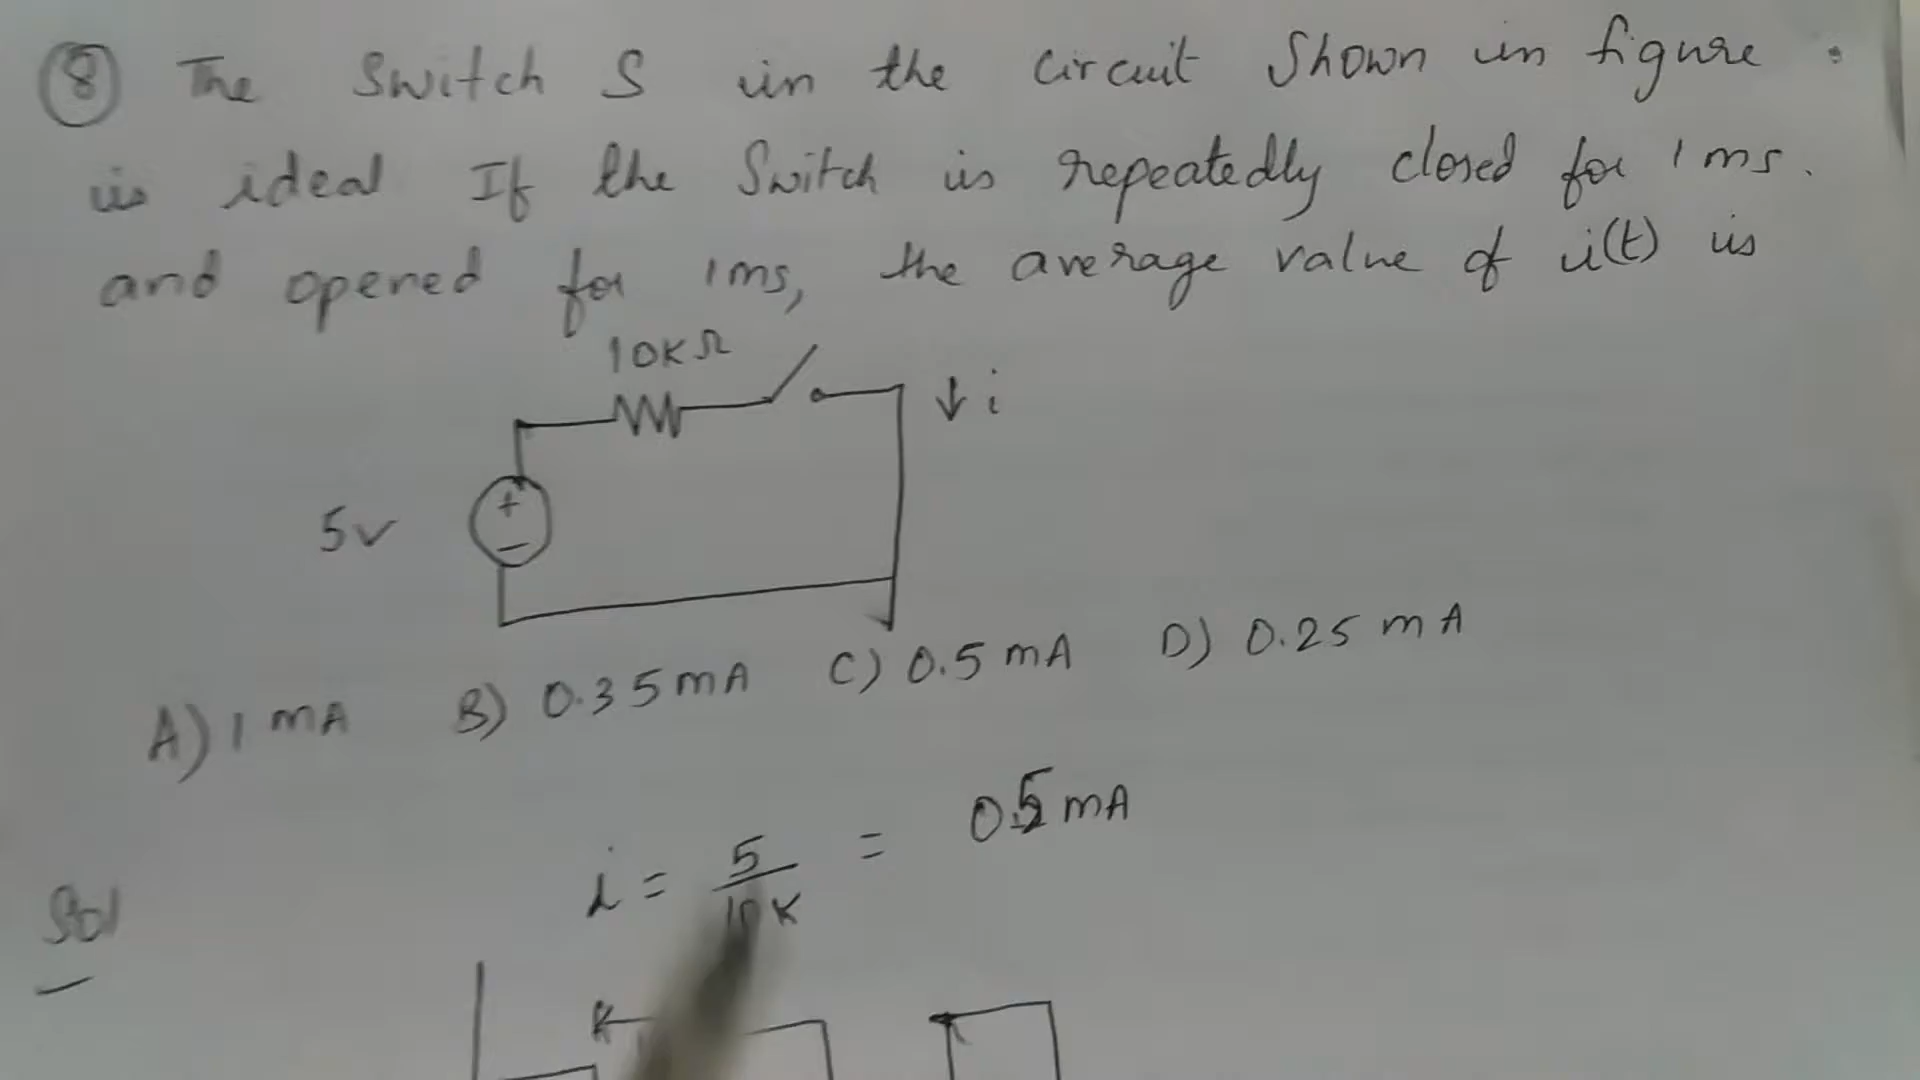 8 The Switch S in the circuit Shown in figure
is ideal If the Switch is repeatedly closed for 1ms.
and opened for 1ms, the average value of i(t) is
10KΩ
↓ i
5v
+
-
A) 1 mA B) 0.35mA C) 0.5 mA D) 0.25 mA
i = 5/10K = 0.5 mA
Sol